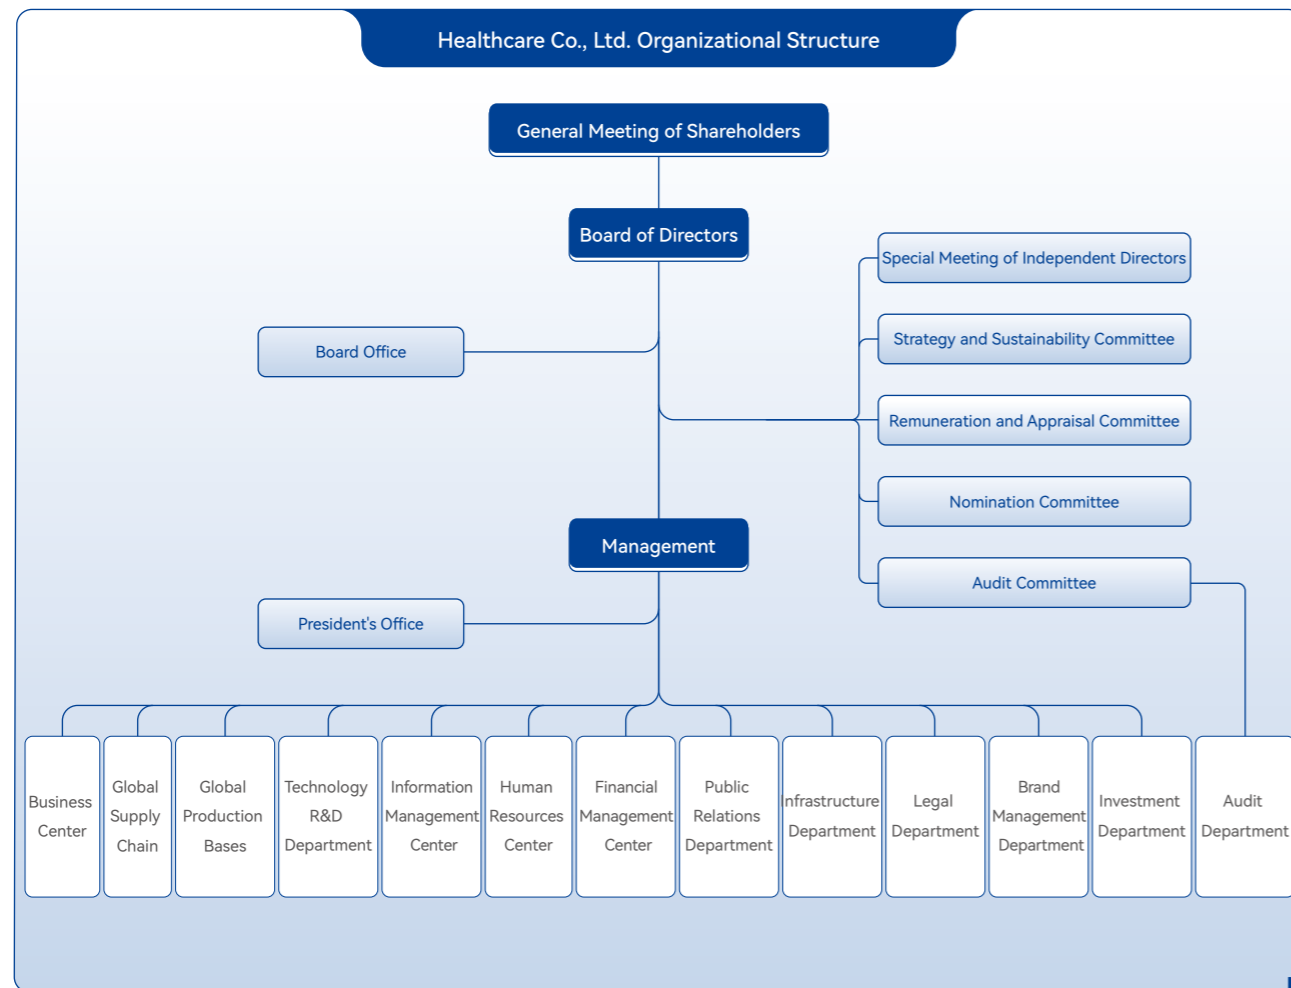 Healthcare Co., Ltd. Organizational Structure
General Meeting of Shareholders
Board of Directors
Special Meeting of Independent Directors
Strategy and Sustainability Committee
Board Office
Remuneration and Appraisal Committee
Nomination Committee
Management
Audit Committee
President's Office
Business
Center
Global
Supply
Chain
Global
Production
Bases
Technology
R&D
Department
Information
Management
Center
Human
Resources
Center
Financial
Management
Center
Public
Relations
Department
Infrastructure
Department
Legal
Department
Brand
Management
Department
Investment
Department
Audit
Department